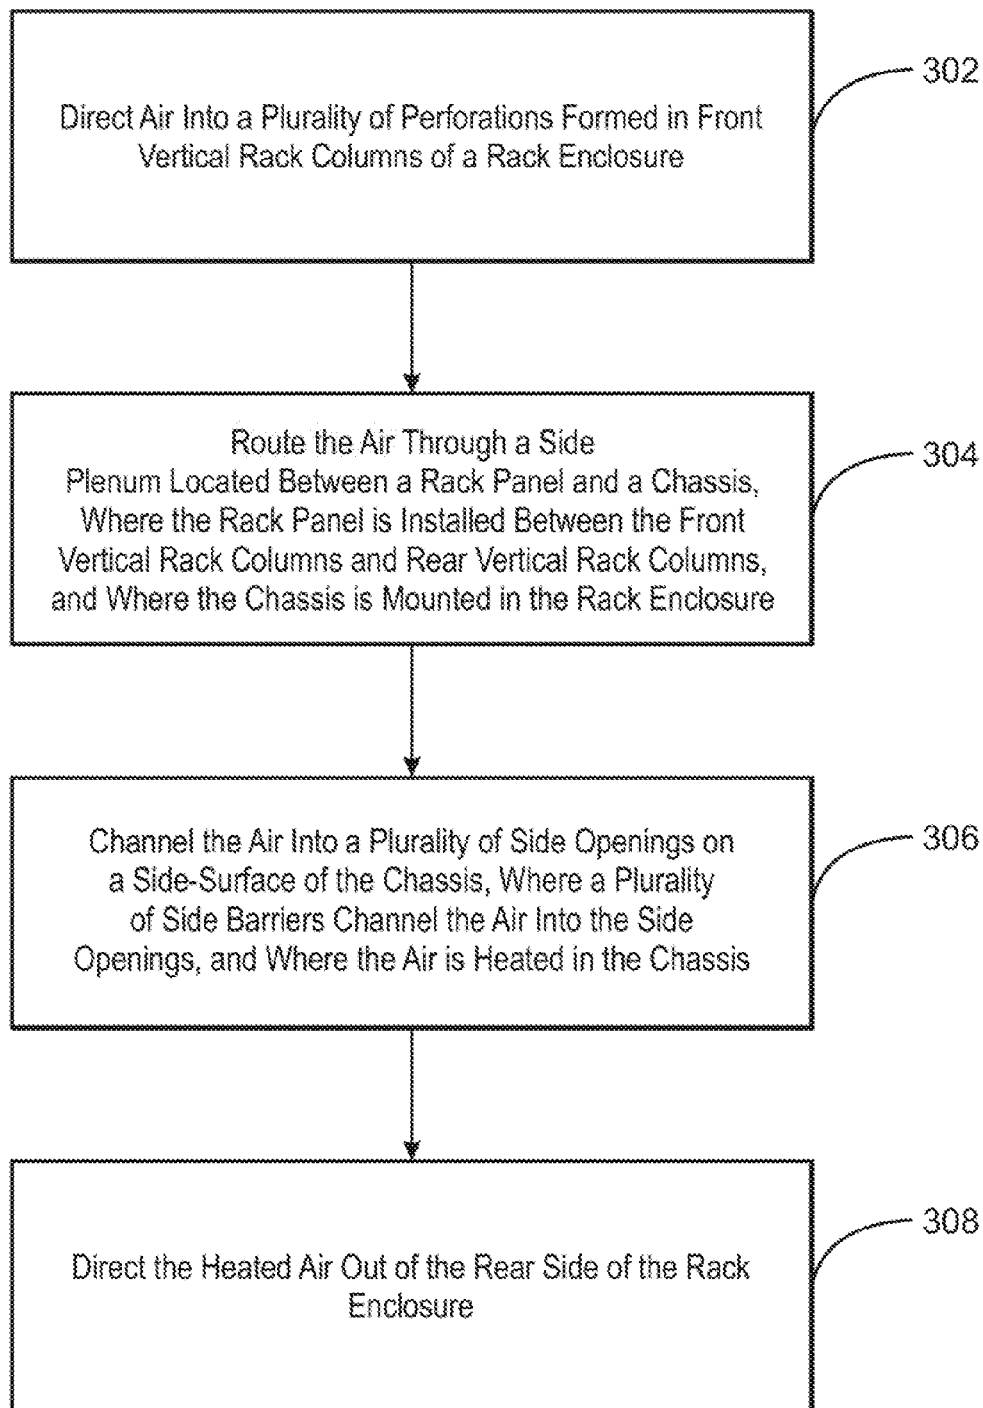 Direct Air Into a Plurality of Perforations Formed in Front
Vertical Rack Columns of a Rack Enclosure
302
Route the Air Through a Side
Plenum Located Between a Rack Panel and a Chassis,
Where the Rack Panel is Installed Between the Front
Vertical Rack Columns and Rear Vertical Rack Columns,
and Where the Chassis is Mounted in the Rack Enclosure
304
Channel the Air Into a Plurality of Side Openings on
a Side-Surface of the Chassis, Where a Plurality
of Side Barriers Channel the Air Into the Side
Openings, and Where the Air is Heated in the Chassis
306
Direct the Heated Air Out of the Rear Side of the Rack
Enclosure
308